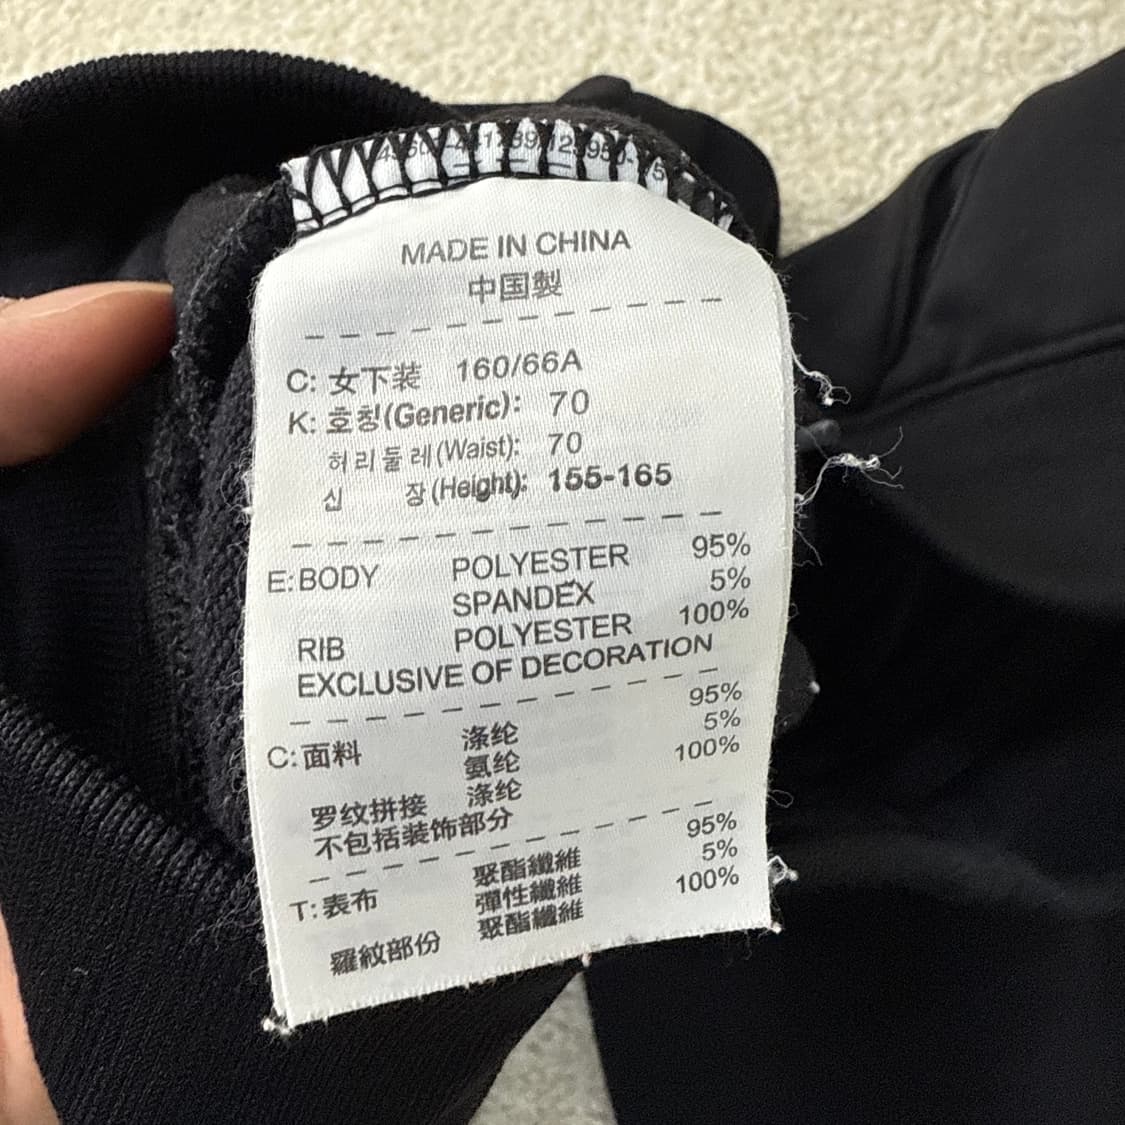 MADE IN CHINA
中国製
C: 女下装 160/66A
K: 호칭(Generic): 70
허리둘레(Waist): 70
신 장(Height): 155-165
E: BODY POLYESTER 95%
SPANDEX 5%
RIB POLYESTER 100%
EXCLUSIVE OF DECORATION
C: 面料 涤纶 95%
氨纶 5%
罗纹拼接 涤纶 100%
不包括装饰部分
T: 表布 聚酯纖維 95%
彈性纖維 5%
羅紋部份 聚酯纖維 100%